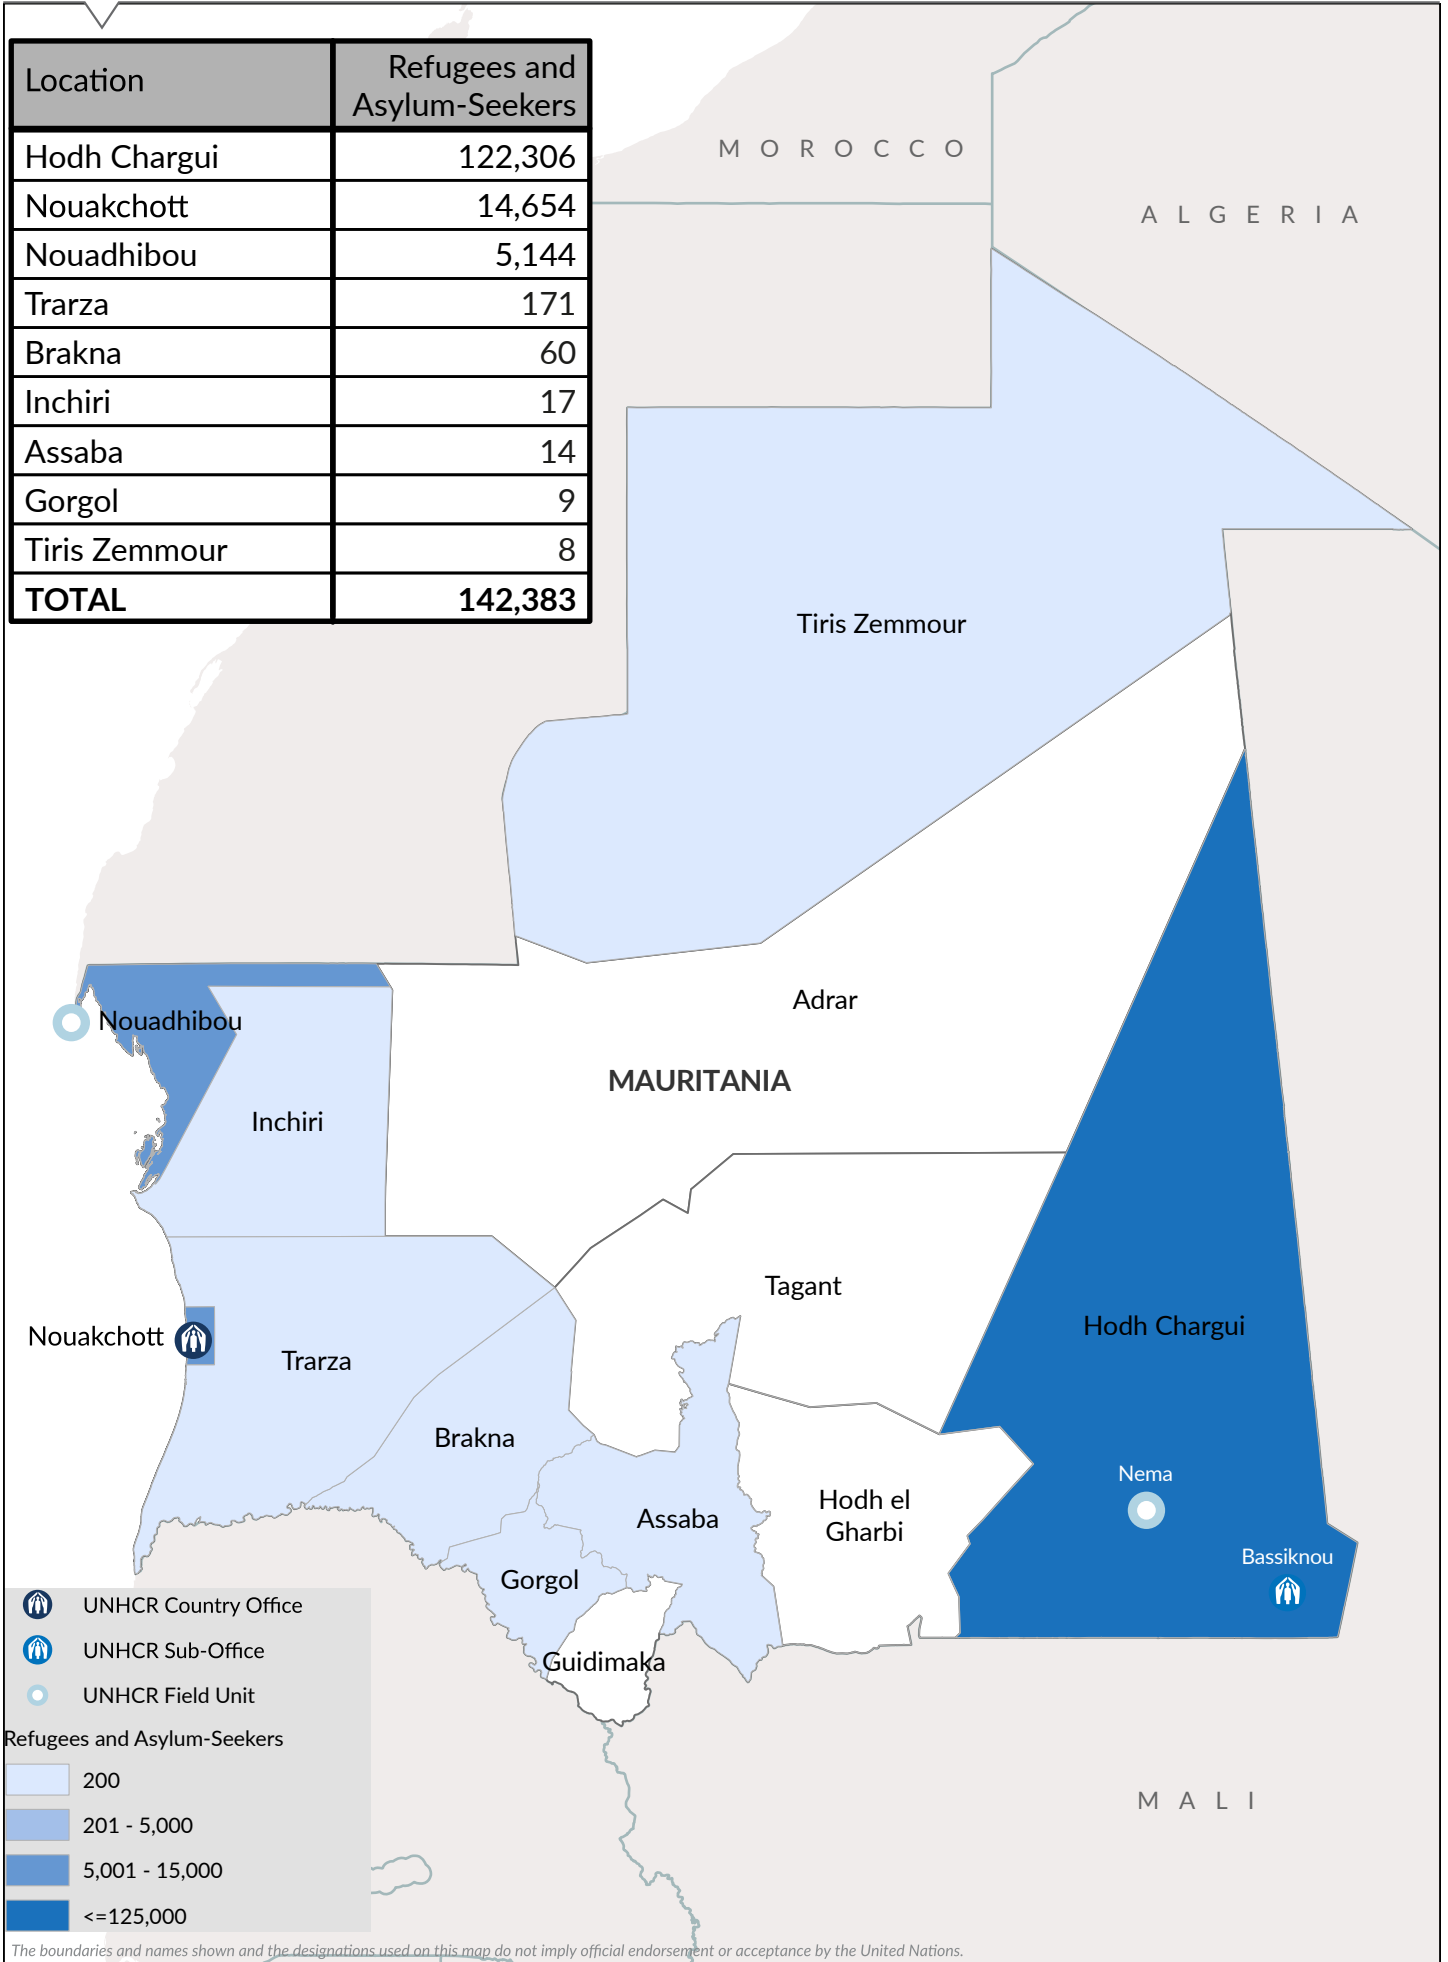 Location
Refugees and
Asylum-Seekers
Hodh Chargui 122,306
Nouakchott 14,654
Nouadhibou 5,144
Trarza 171
Brakna 60
Inchiri 17
Assaba 14
Gorgol 9
Tiris Zemmour 8
TOTAL 142,383
MOROCCO
ALGERIA
Tiris Zemmour
Adrar
Nouadhibou
MAURITANIA
Inchiri
Tagant
Hodh Chargui
Nouakchott
Trarza
Brakna
Nema
Hodh el
Gharbi
Assaba
Bassiknou
Gorgol
Guidimaka
MALI
UNHCR Country Office
UNHCR Sub-Office
UNHCR Field Unit
Refugees and Asylum-Seekers
200
201 - 5,000
5,001 - 15,000
<=125,000
The boundaries and names shown and the designations used on this map do not imply official endorsement or acceptance by the United Nations.